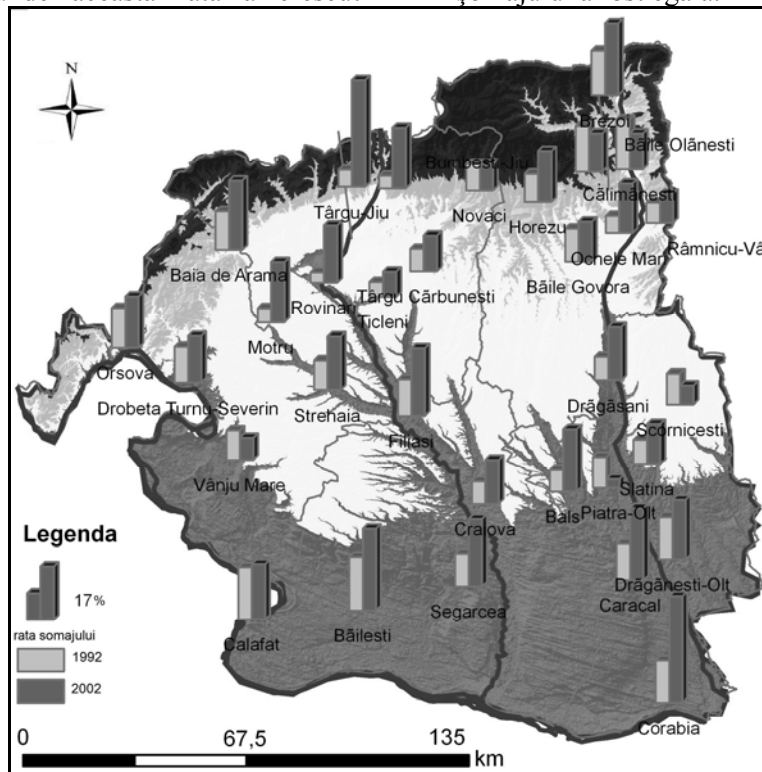 N
Brezoi
Băile Olănesti
Bumbesti-Jiu
Călimănesti
Târgu-Jiu
Novaci
Horezu
Ochele Mari
Râmnicu-Vâ
Baia de Arama
Băile Govora
Rovinari
Târgu Cărbunesti
Ticleni
Motru
Orsova
Drobeta Turnu-Severin
Strehaia
Filiasi
Drăgăsani
Scornicesti
Vânju Mare
Slatina
Craiova
Bals
Piatra-Olt
Legenda
17%
rata somajului
1992
2002
Drăgănesti-Olt
Caracal
Segarcea
Băilesti
Calafat
Corabia
0 67,5 135
km